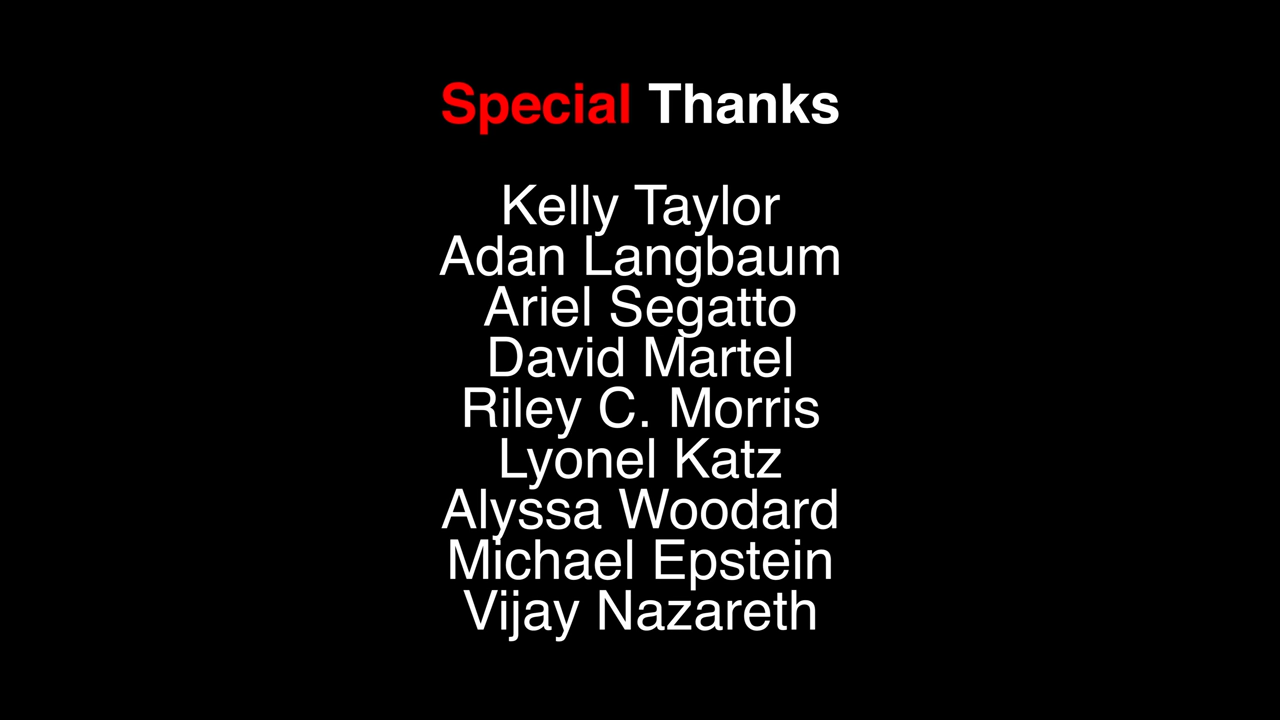 Special Thanks
Kelly Taylor
Adan Langbaum
Ariel Segatto
David Martel
Riley C. Morris
Lyonel Katz
Alyssa Woodard
Michael Epstein
Vijay Nazareth